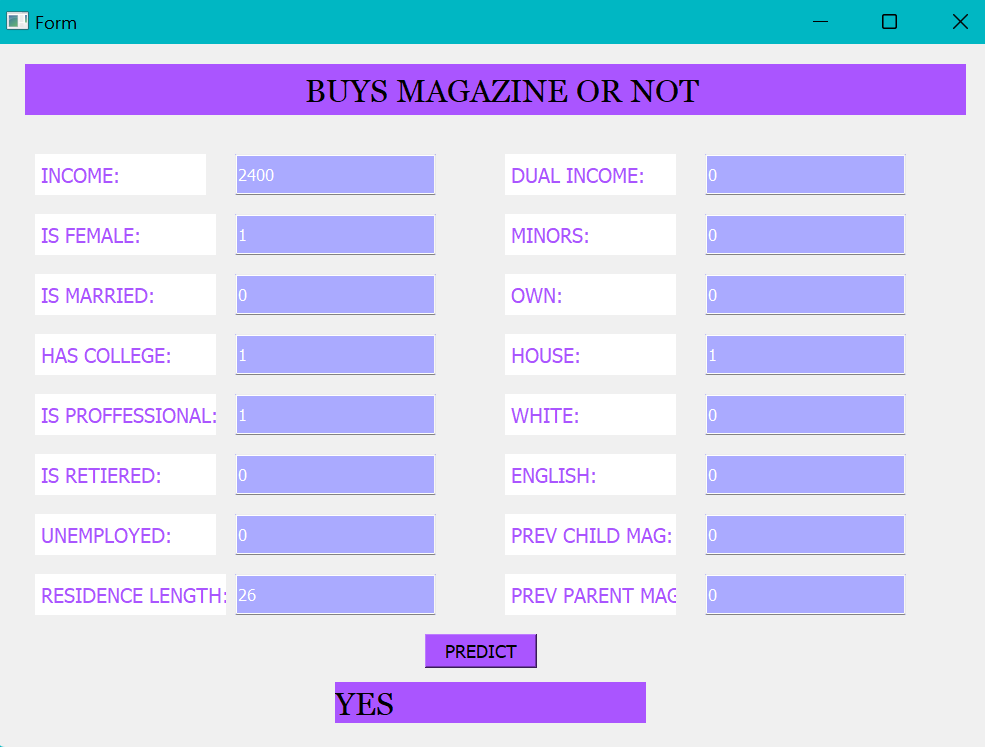 Form
BUYS MAGAZINE OR NOT
INCOME: 2400 DUAL INCOME: 0
IS FEMALE: 1 MINORS: 0
IS MARRIED: 0 OWN: 0
HAS COLLEGE: 1 HOUSE: 1
IS PROFFESSIONAL: 1 WHITE: 0
IS RETIERED: 0 ENGLISH: 0
UNEMPLOYED: 0 PREV CHILD MAG: 0
RESIDENCE LENGTH: 26 PREV PARENT MAG 0
PREDICT
YES